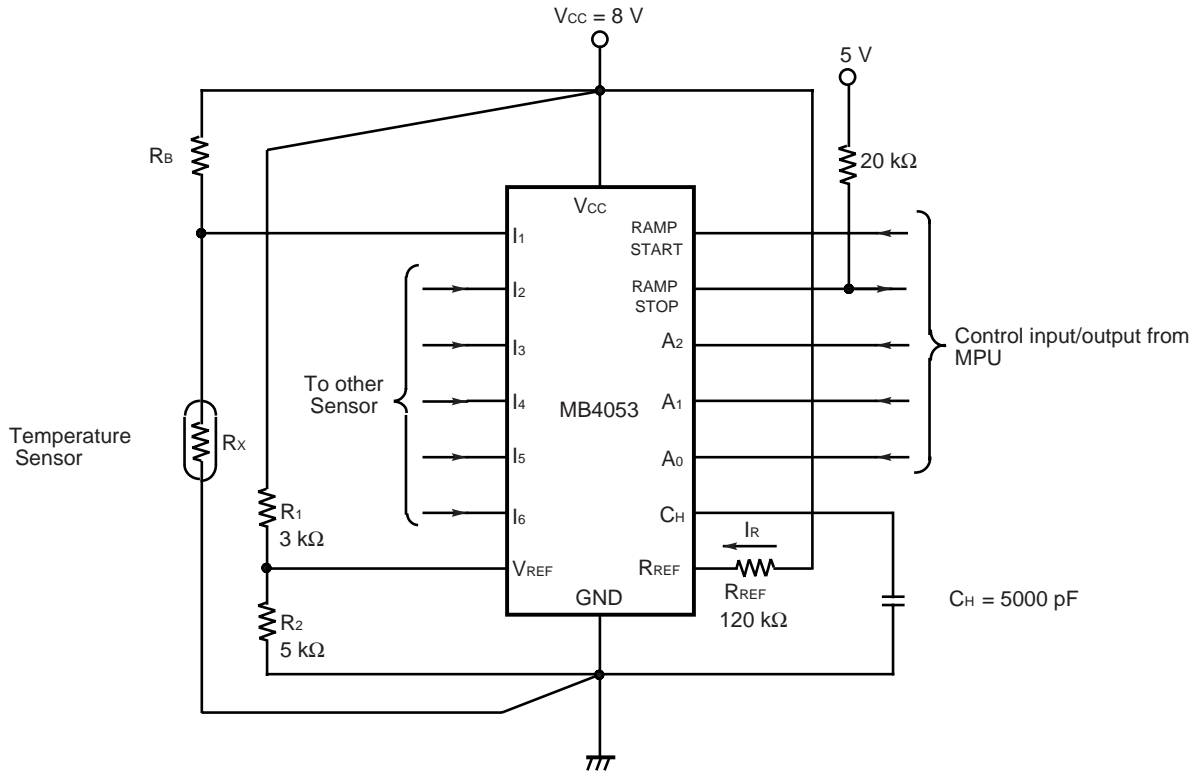 VCC = 8 V
5 V
RB
20 kΩ
VCC
I1
RAMP
START
I2
RAMP
STOP
I3
A2
Control input/output from
MPU
To other
Sensor
I4
MB4053
A1
Temperature
Sensor
RX
I5
A0
R1
3 kΩ
I6
CH
IR
VREF
RREF
GND
RREF
120 kΩ
CH = 5000 pF
R2
5 kΩ